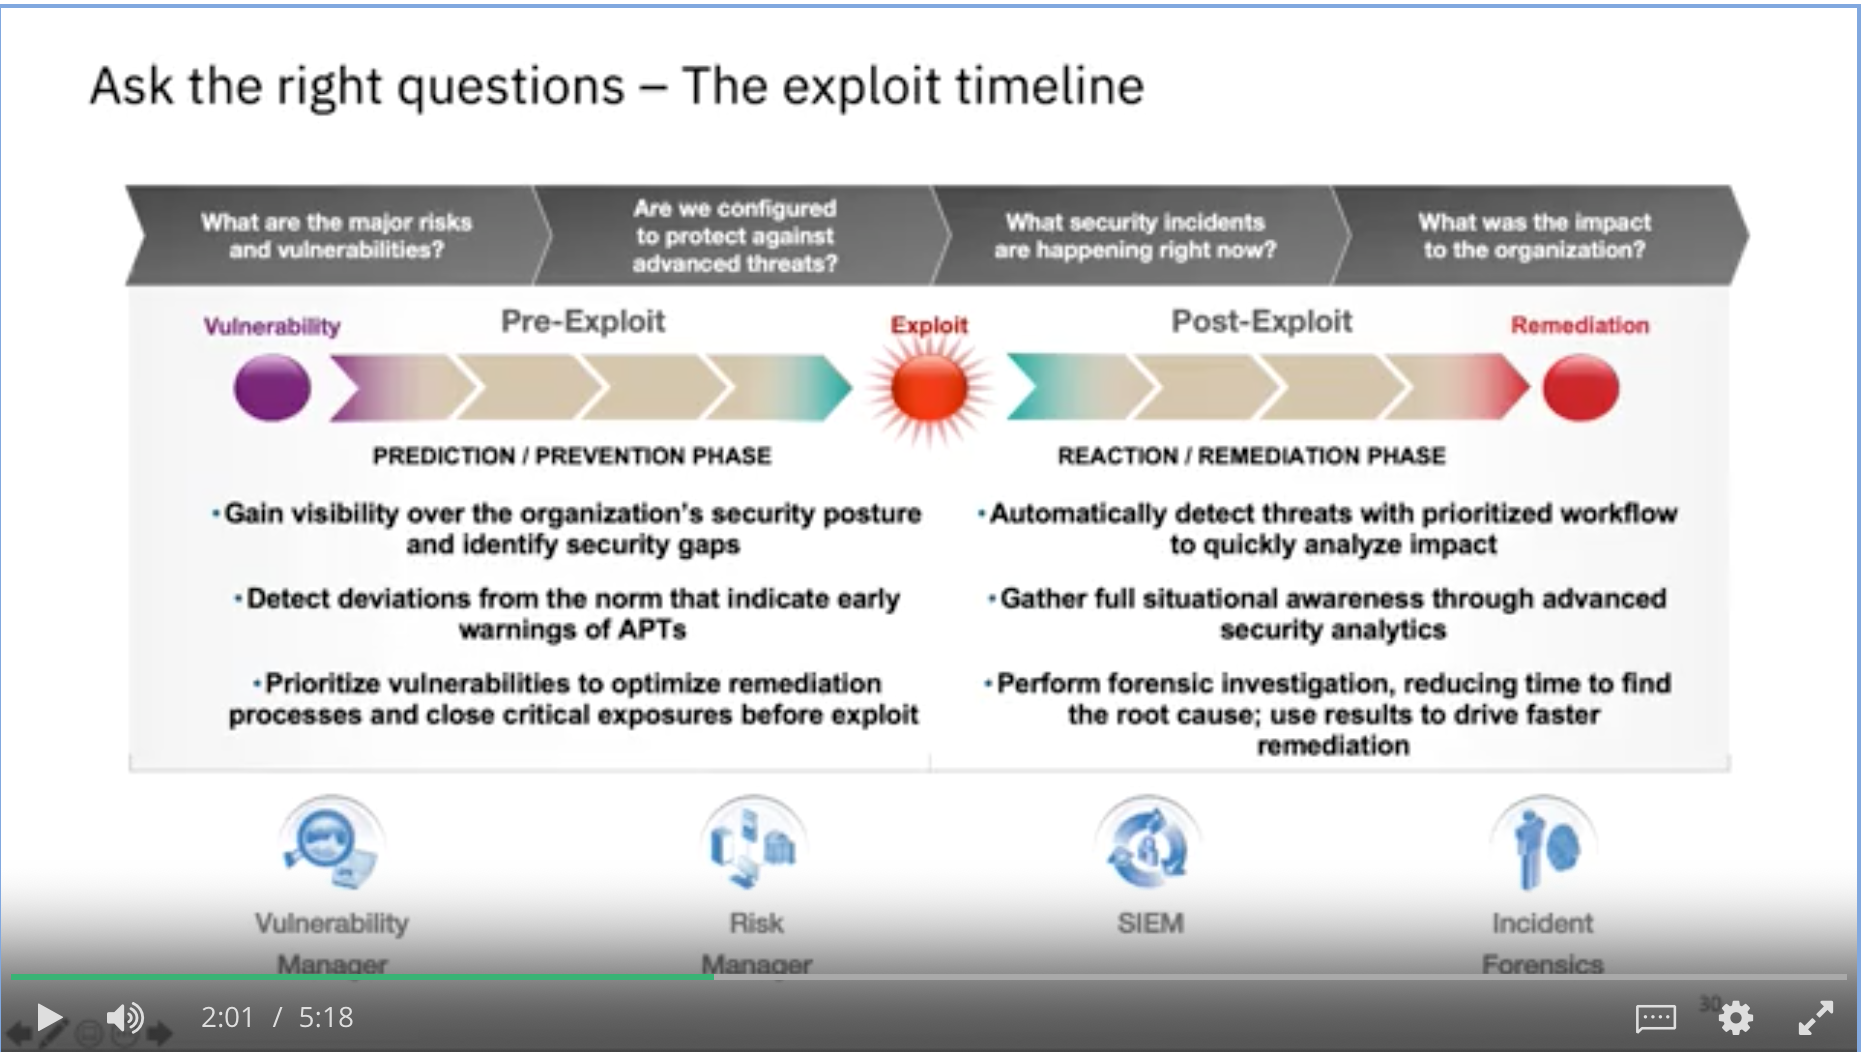 Ask the right questions – The exploit timeline
What are the major risks
and vulnerabilities?
Are we configured
to protect against
advanced threats?
What security incidents
are happening right now?
What was the impact
to the organization?
Vulnerability
Pre-Exploit
Exploit
Post-Exploit
Remediation
PREDICTION / PREVENTION PHASE
•Gain visibility over the organization's security posture
and identify security gaps
•Detect deviations from the norm that indicate early
warnings of APTs
•Prioritize vulnerabilities to optimize remediation
processes and close critical exposures before exploit
REACTION / REMEDIATION PHASE
•Automatically detect threats with prioritized workflow
to quickly analyze impact
•Gather full situational awareness through advanced
security analytics
•Perform forensic investigation, reducing time to find
the root cause; use results to drive faster
remediation
Vulnerability
Manager
Risk
Manager
SIEM
Incident
Forensics
30
2:01 / 5:18